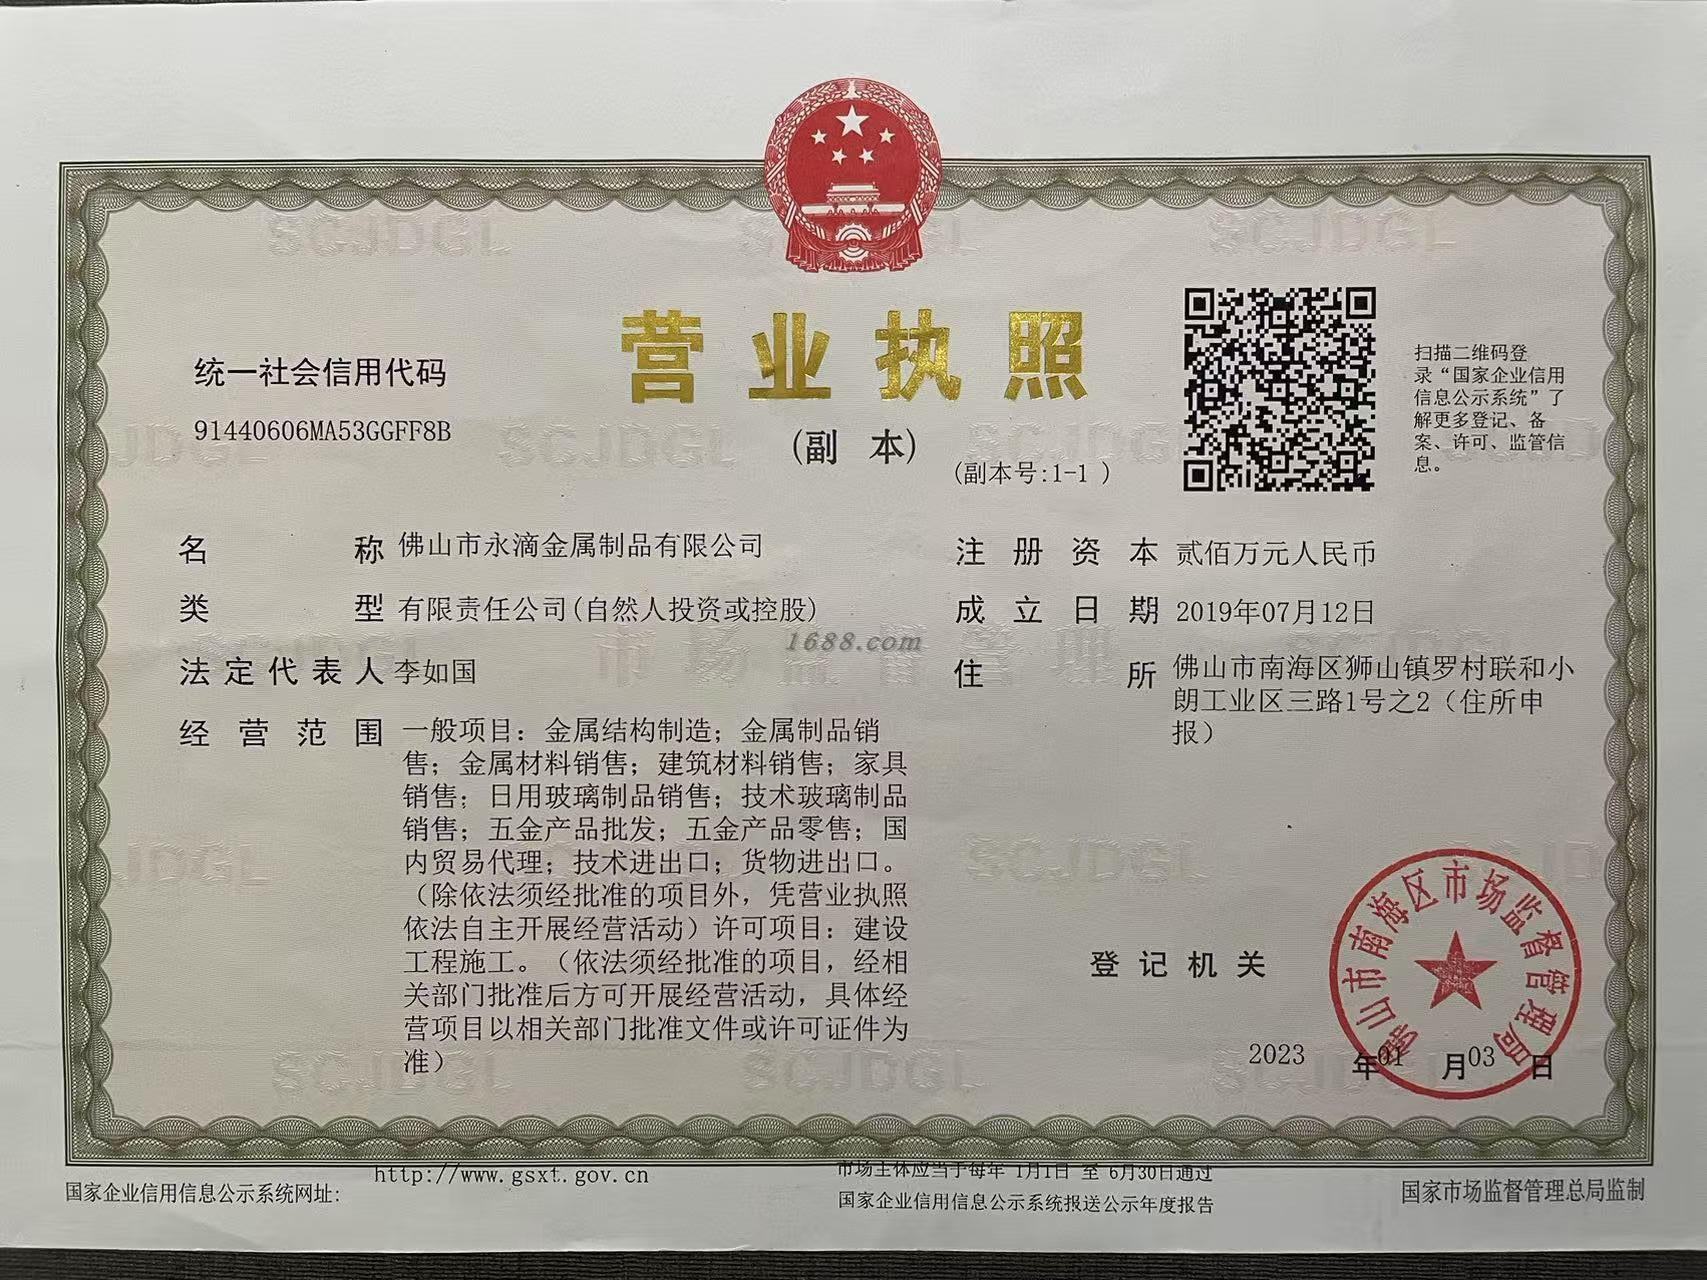 营业执照
(副 本)
(副本号:1-1 )
统一社会信用代码
91440606MA53GGFF8B
扫描二维码登
录“国家企业信用
信息公示系统”了
解更多登记、备
案、许可、监管信
息。
名 称 佛山市永滴金属制品有限公司
类 型 有限责任公司(自然人投资或控股)
法定代表人 李如国
经营范围 一般项目：金属结构制造；金属制品销
售；金属材料销售；建筑材料销售；家具
销售；日用玻璃制品销售；技术玻璃制品
销售；五金产品批发；五金产品零售；国
内贸易代理；技术进出口；货物进出口。
（除依法须经批准的项目外，凭营业执照
依法自主开展经营活动）许可项目：建设
工程施工。（依法须经批准的项目，经相
关部门批准后方可开展经营活动，具体经
营项目以相关部门批准文件或许可证件为
准）
注册资本 贰佰万元人民币
成立日期 2019年07月12日
住 所 佛山市南海区狮山镇罗村联和小
朗工业区三路1号之2（住所申
报）
1688.com
SCJDGL
市场监督管理
登记机关
佛山市南海区市场监督管理局
2023 年01 月03 日
国家企业信用信息公示系统网址:
http://www.gsxt.gov.cn
市场主体应当于每年 1月1日 至 6月30日通过
国家企业信用信息公示系统报送公示年度报告
国家市场监督管理总局监制